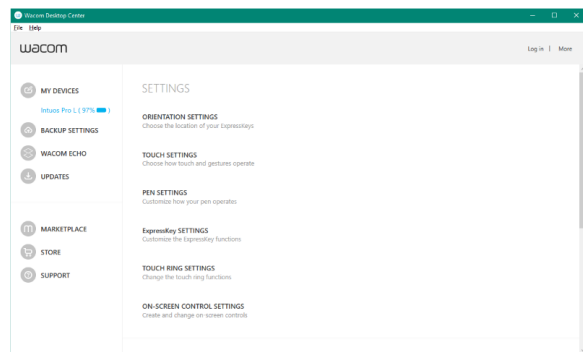 Wacom Desktop Center
File Help
wacom
Log in | More
MY DEVICES
Intuos Pro L ( 97% )
BACKUP SETTINGS
WACOM ECHO
UPDATES
MARKETPLACE
STORE
SUPPORT
SETTINGS
ORIENTATION SETTINGS
Choose the location of your ExpressKeys
TOUCH SETTINGS
Choose how touch and gestures operate
PEN SETTINGS
Customize how your pen operates
ExpressKey SETTINGS
Customize the ExpressKey functions
TOUCH RING SETTINGS
Change the touch ring functions
ON-SCREEN CONTROL SETTINGS
Create and change on-screen controls